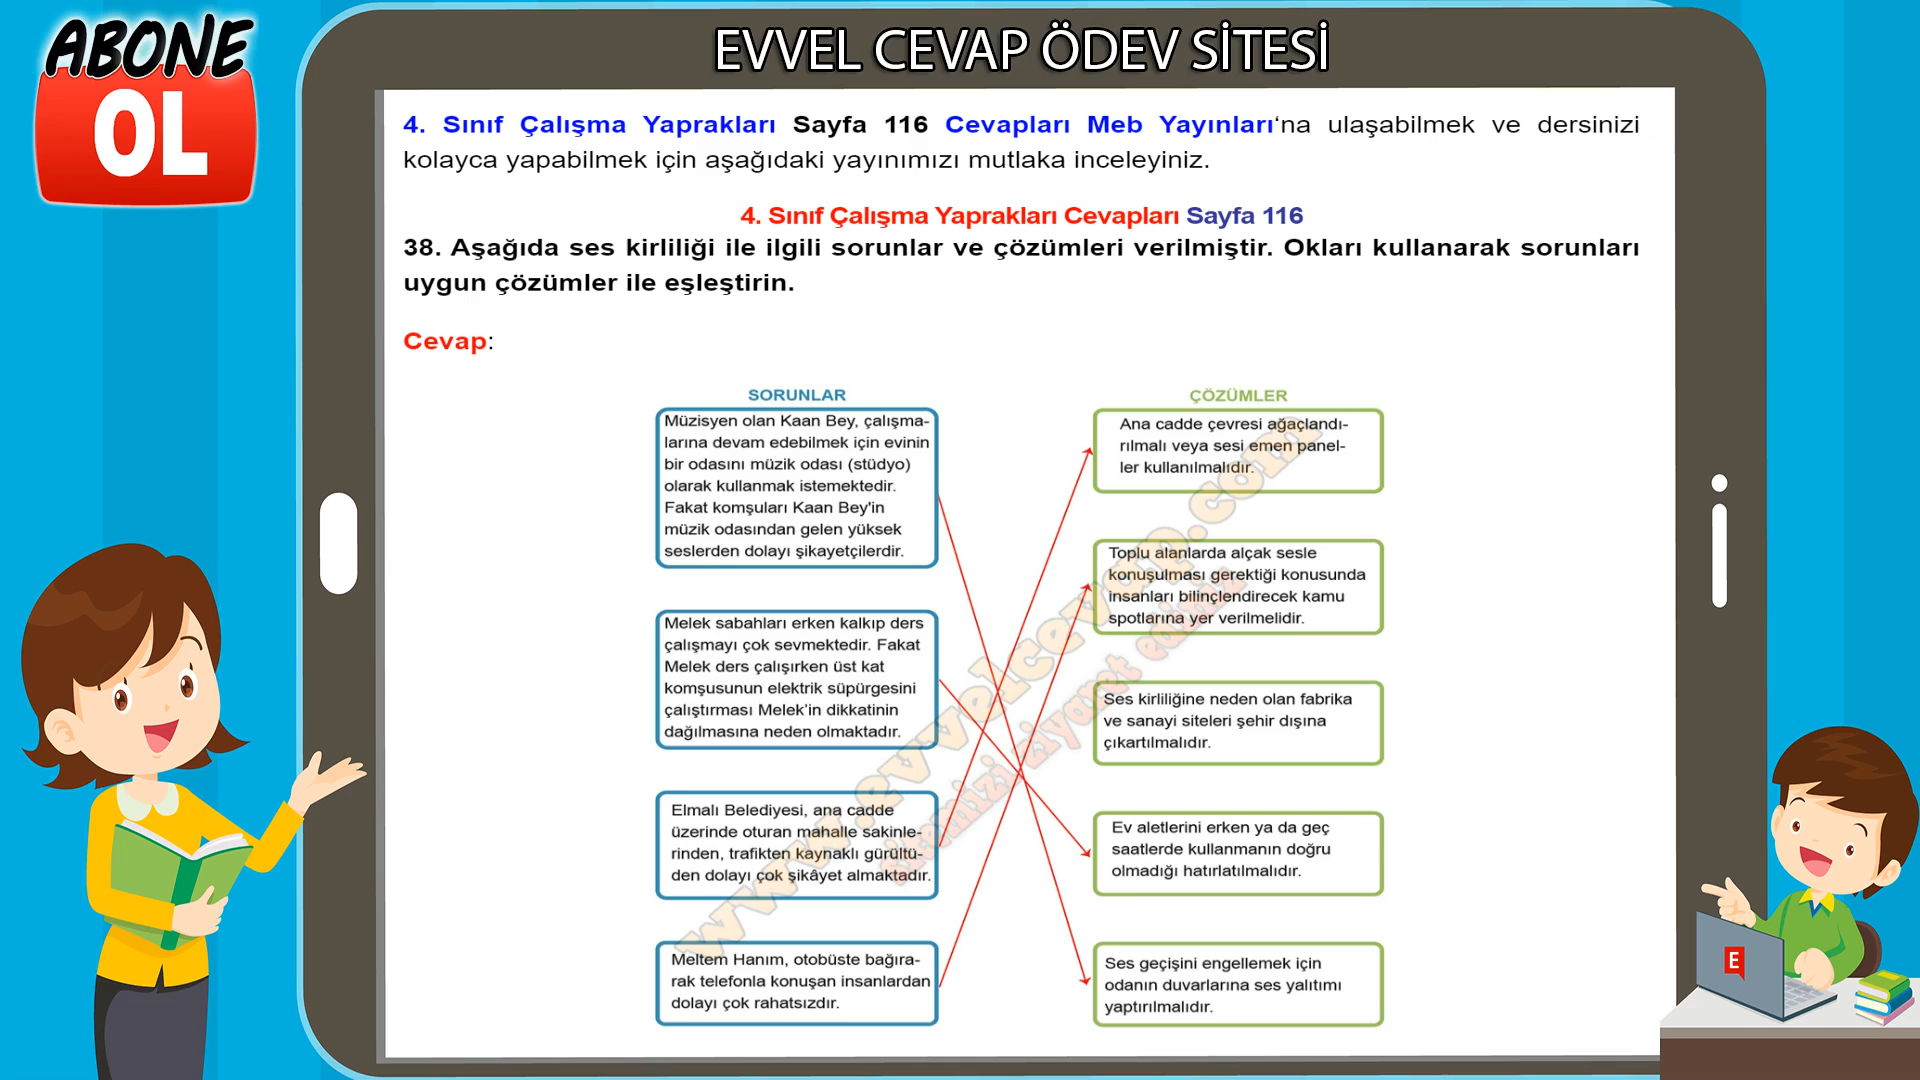 ABONE
OL
EVVEL CEVAP ÖDEV SİTESİ
4. Sınıf Çalışma Yaprakları Sayfa 116 Cevapları Meb Yayınları‘na ulaşabilmek ve dersinizi
kolayca yapabilmek için aşağıdaki yayınımızı mutlaka inceleyiniz.
4. Sınıf Çalışma Yaprakları Cevapları Sayfa 116
38. Aşağıda ses kirliliği ile ilgili sorunlar ve çözümleri verilmiştir. Okları kullanarak sorunları
uygun çözümler ile eşleştirin.
Cevap:
SORUNLAR
Müzisyen olan Kaan Bey, çalışma-
larına devam edebilmek için evinin
bir odasını müzik odası (stüdyo)
olarak kullanmak istemektedir.
Fakat komşuları Kaan Bey'in
müzik odasından gelen yüksek
seslerden dolayı şikayetçilerdir.
Melek sabahları erken kalkıp ders
çalışmayı çok sevmektedir. Fakat
Melek ders çalışırken üst kat
komşusunun elektrik süpürgesini
çalıştırması Melek’in dikkatinin
dağılmasına neden olmaktadır.
Elmalı Belediyesi, ana cadde
üzerinde oturan mahalle sakinle-
rinden, trafikten kaynaklı gürültü-
den dolayı çok şikâyet almaktadır.
Meltem Hanım, otobüste bağıra-
rak telefonla konuşan insanlardan
dolayı çok rahatsızdır.
ÇÖZÜMLER
Ana cadde çevresi ağaçlandı-
rılmalı veya sesi emen panel-
ler kullanılmalıdır.
Toplu alanlarda alçak sesle
konuşulması gerektiği konusunda
insanları bilinçlendirecek kamu
spotlarına yer verilmelidir.
Ses kirliliğine neden olan fabrika
ve sanayi siteleri şehir dışına
çıkartılmalıdır.
Ev aletlerini erken ya da geç
saatlerde kullanmanın doğru
olmadığı hatırlatılmalıdır.
Ses geçişini engellemek için
odanın duvarlarına ses yalıtımı
yaptırılmalıdır.
www.evvelcevap.com
sitemizi ziyaret ediniz
E